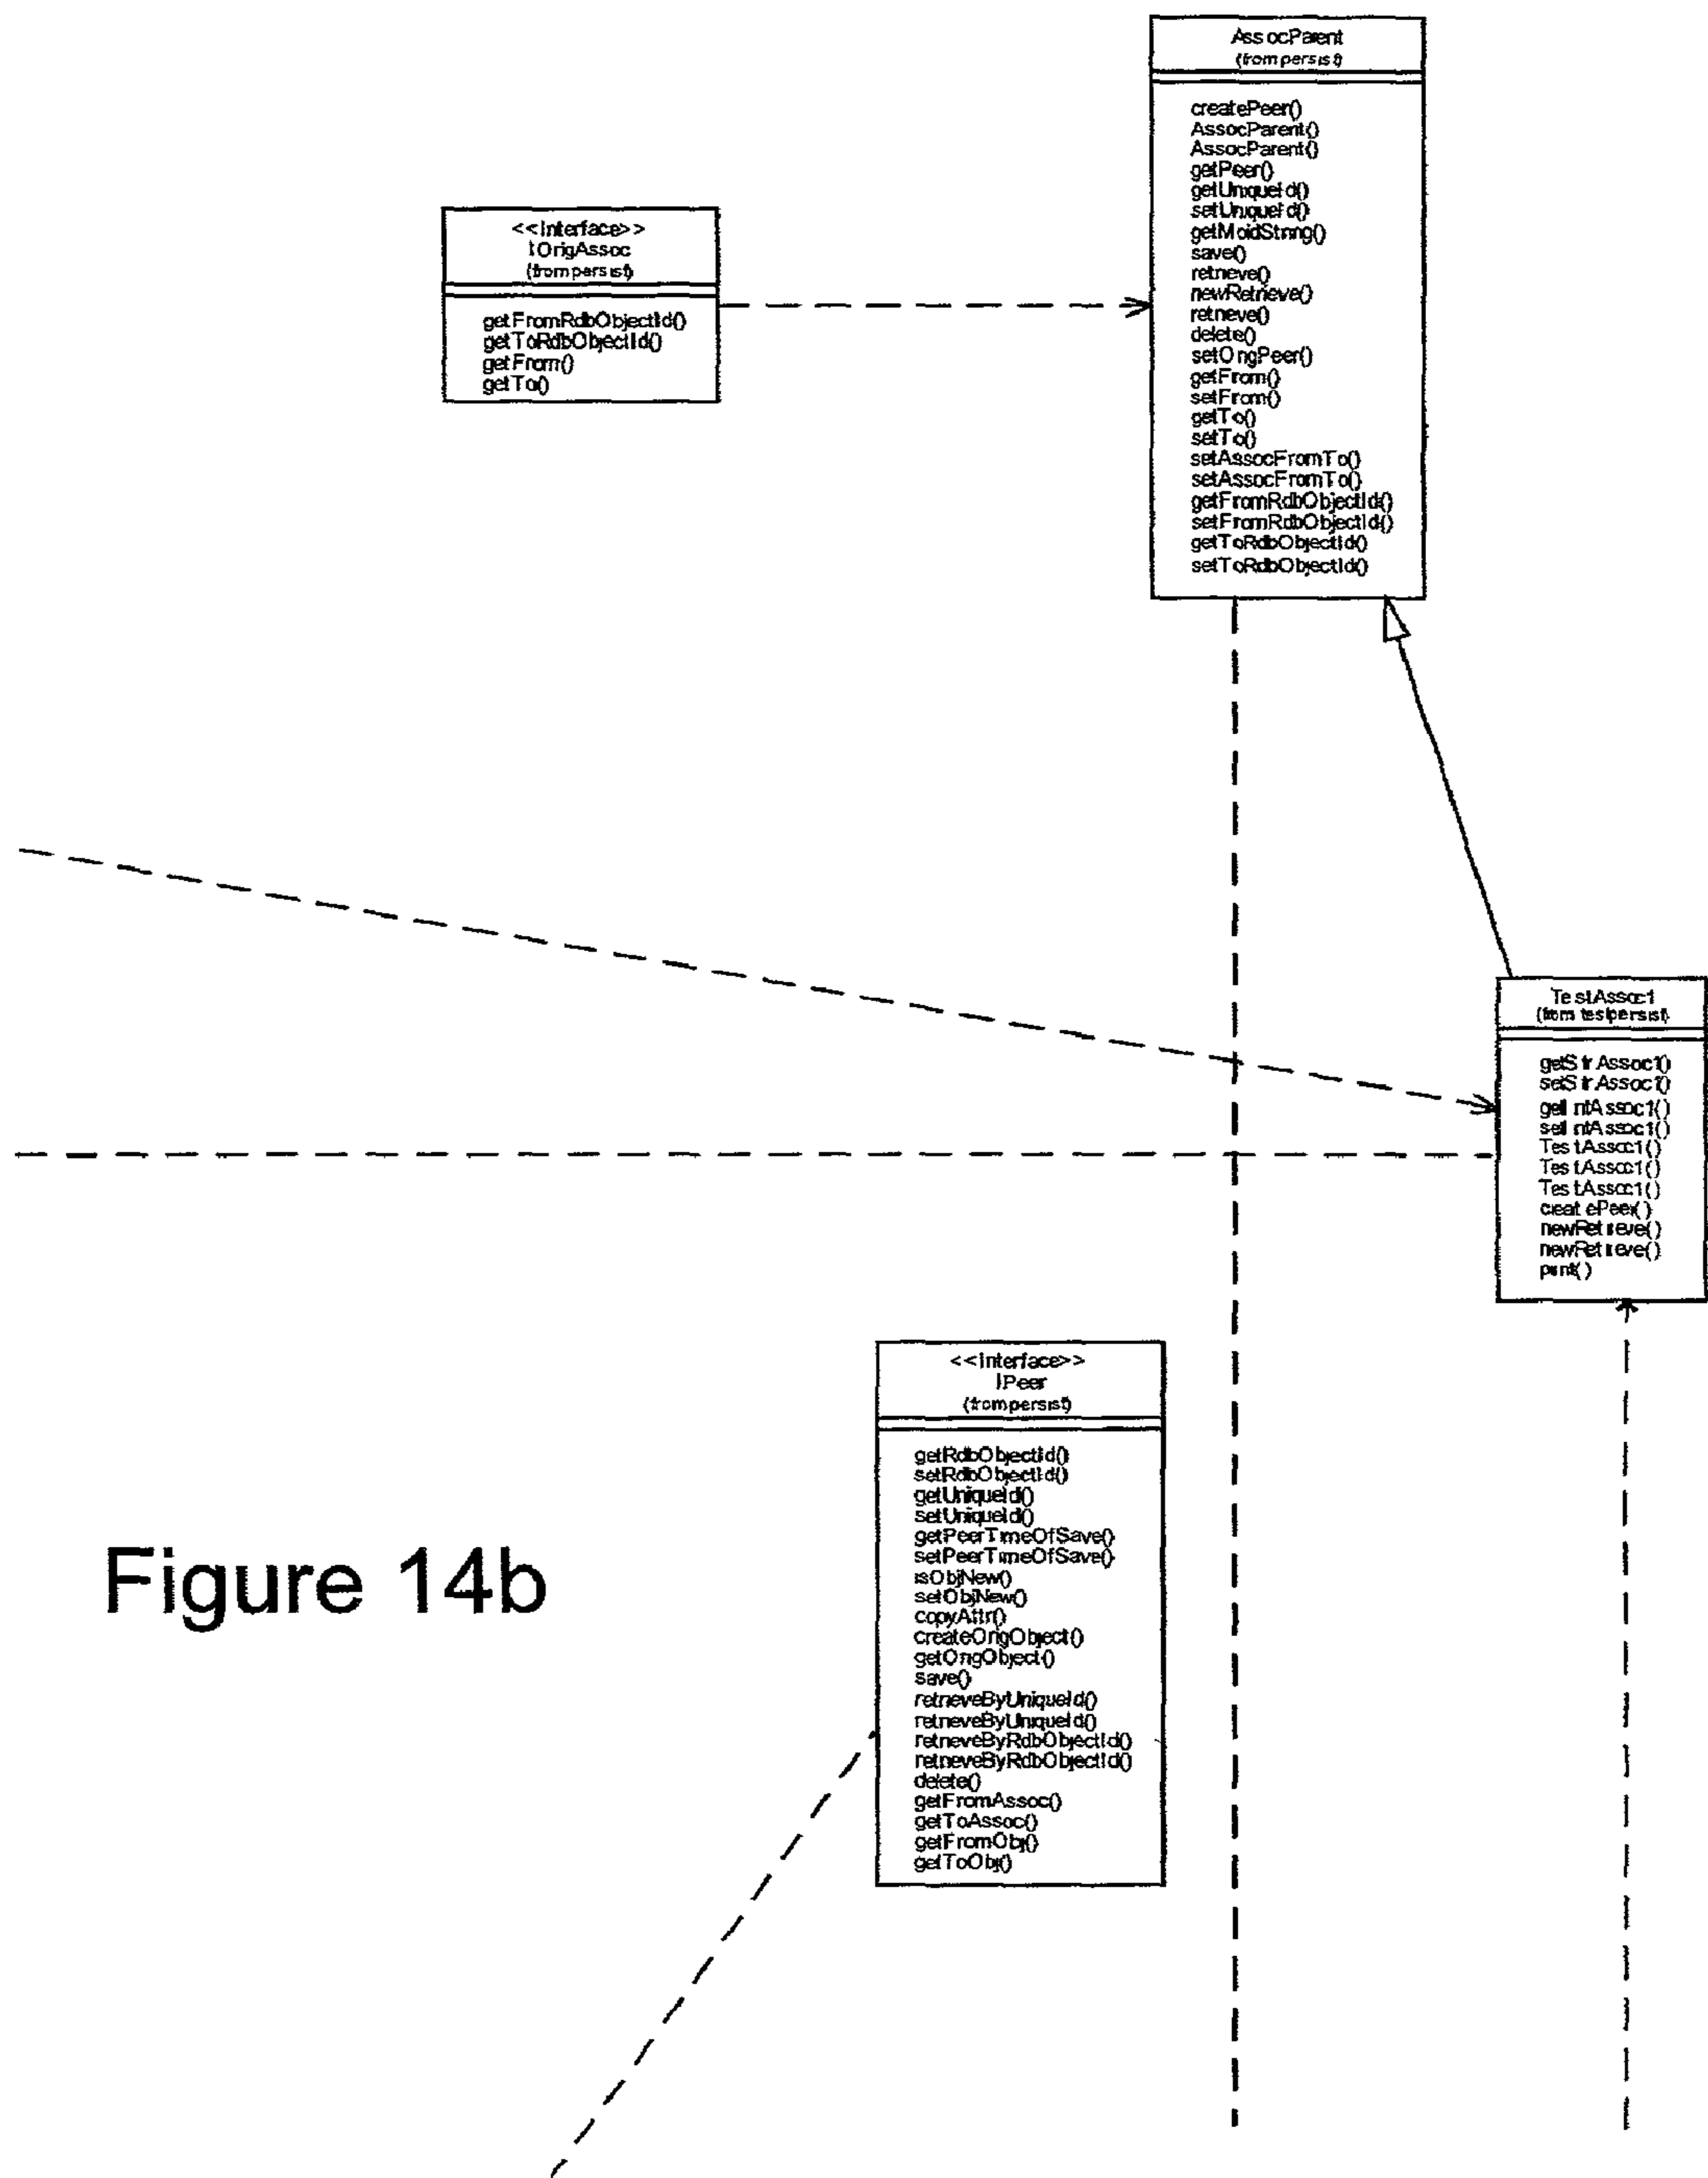 AssocParent
(from persist)
createPeer()
AssocParent()
AssocParent()
getPeer()
getUniqueId()
setUniqueId()
getMoidString()
save()
retrieve()
newRetrieve()
retrieve()
delete()
setOrigPeer()
getFrom()
setFrom()
getTo()
setTo()
setAssocFromTo()
setAssocFromTo()
getFromRdbObjectId()
setFromRdbObjectId()
getToRdbObjectId()
setToRdbObjectId()
<<Interface>>
IOrigAssoc
(from persist)
getFromRdbObjectId()
getToRdbObjectId()
getFrom()
getTo()
TestAssoc1
(from testpersist)
getStrAssoc1()
setStrAssoc1()
getIntAssoc1()
setIntAssoc1()
TestAssoc1()
TestAssoc1()
TestAssoc1()
createPeer()
newRetrieve()
newRetrieve()
print()
<<Interface>>
IPeer
(from persist)
getRdbObjectId()
setRdbObjectId()
getUniqueId()
setUniqueId()
getPeerTimeOfSave()
setPeerTimeOfSave()
isObjNew()
setObjNew()
copyAttr()
createOrigObject()
getOrigObject()
save()
retrieveByUniqueId()
retrieveByUniqueId()
retrieveByRdbObjectId()
retrieveByRdbObjectId()
delete()
getFromAssoc()
getToAssoc()
getFromObj()
getToObj()
Figure 14b